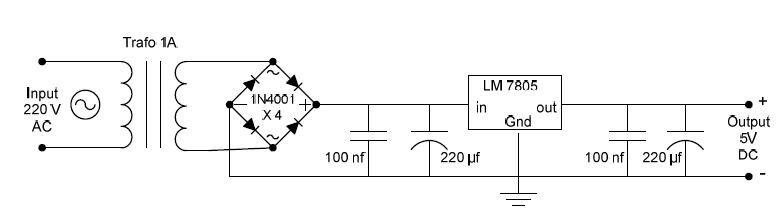 Trafo 1A
Input
220 V
AC
~
1N4001
X 4
~
- +
LM 7805
in out
Gnd
100 nf
220 µf
100 nf
220 µf
+
Output
5V
DC
-